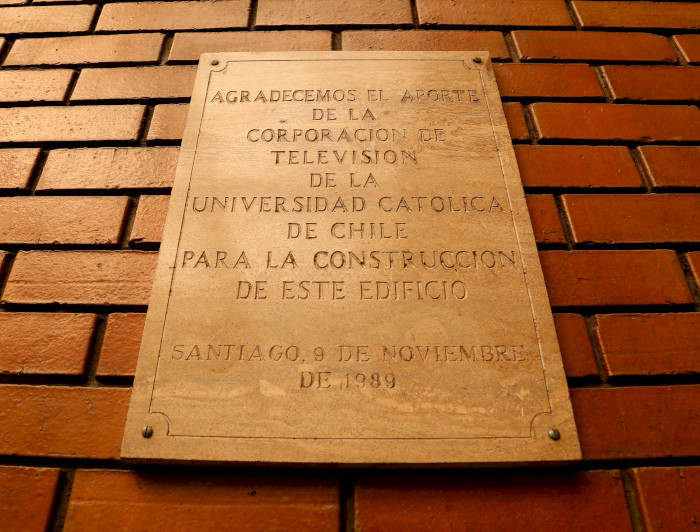 AGRADECEMOS EL APORTE
DE LA
CORPORACION DE
TELEVISION
DE LA
UNIVERSIDAD CATOLICA
DE CHILE
PARA LA CONSTRUCCION
DE ESTE EDIFICIO
SANTIAGO, 9 DE NOVIEMBRE
DE 1989